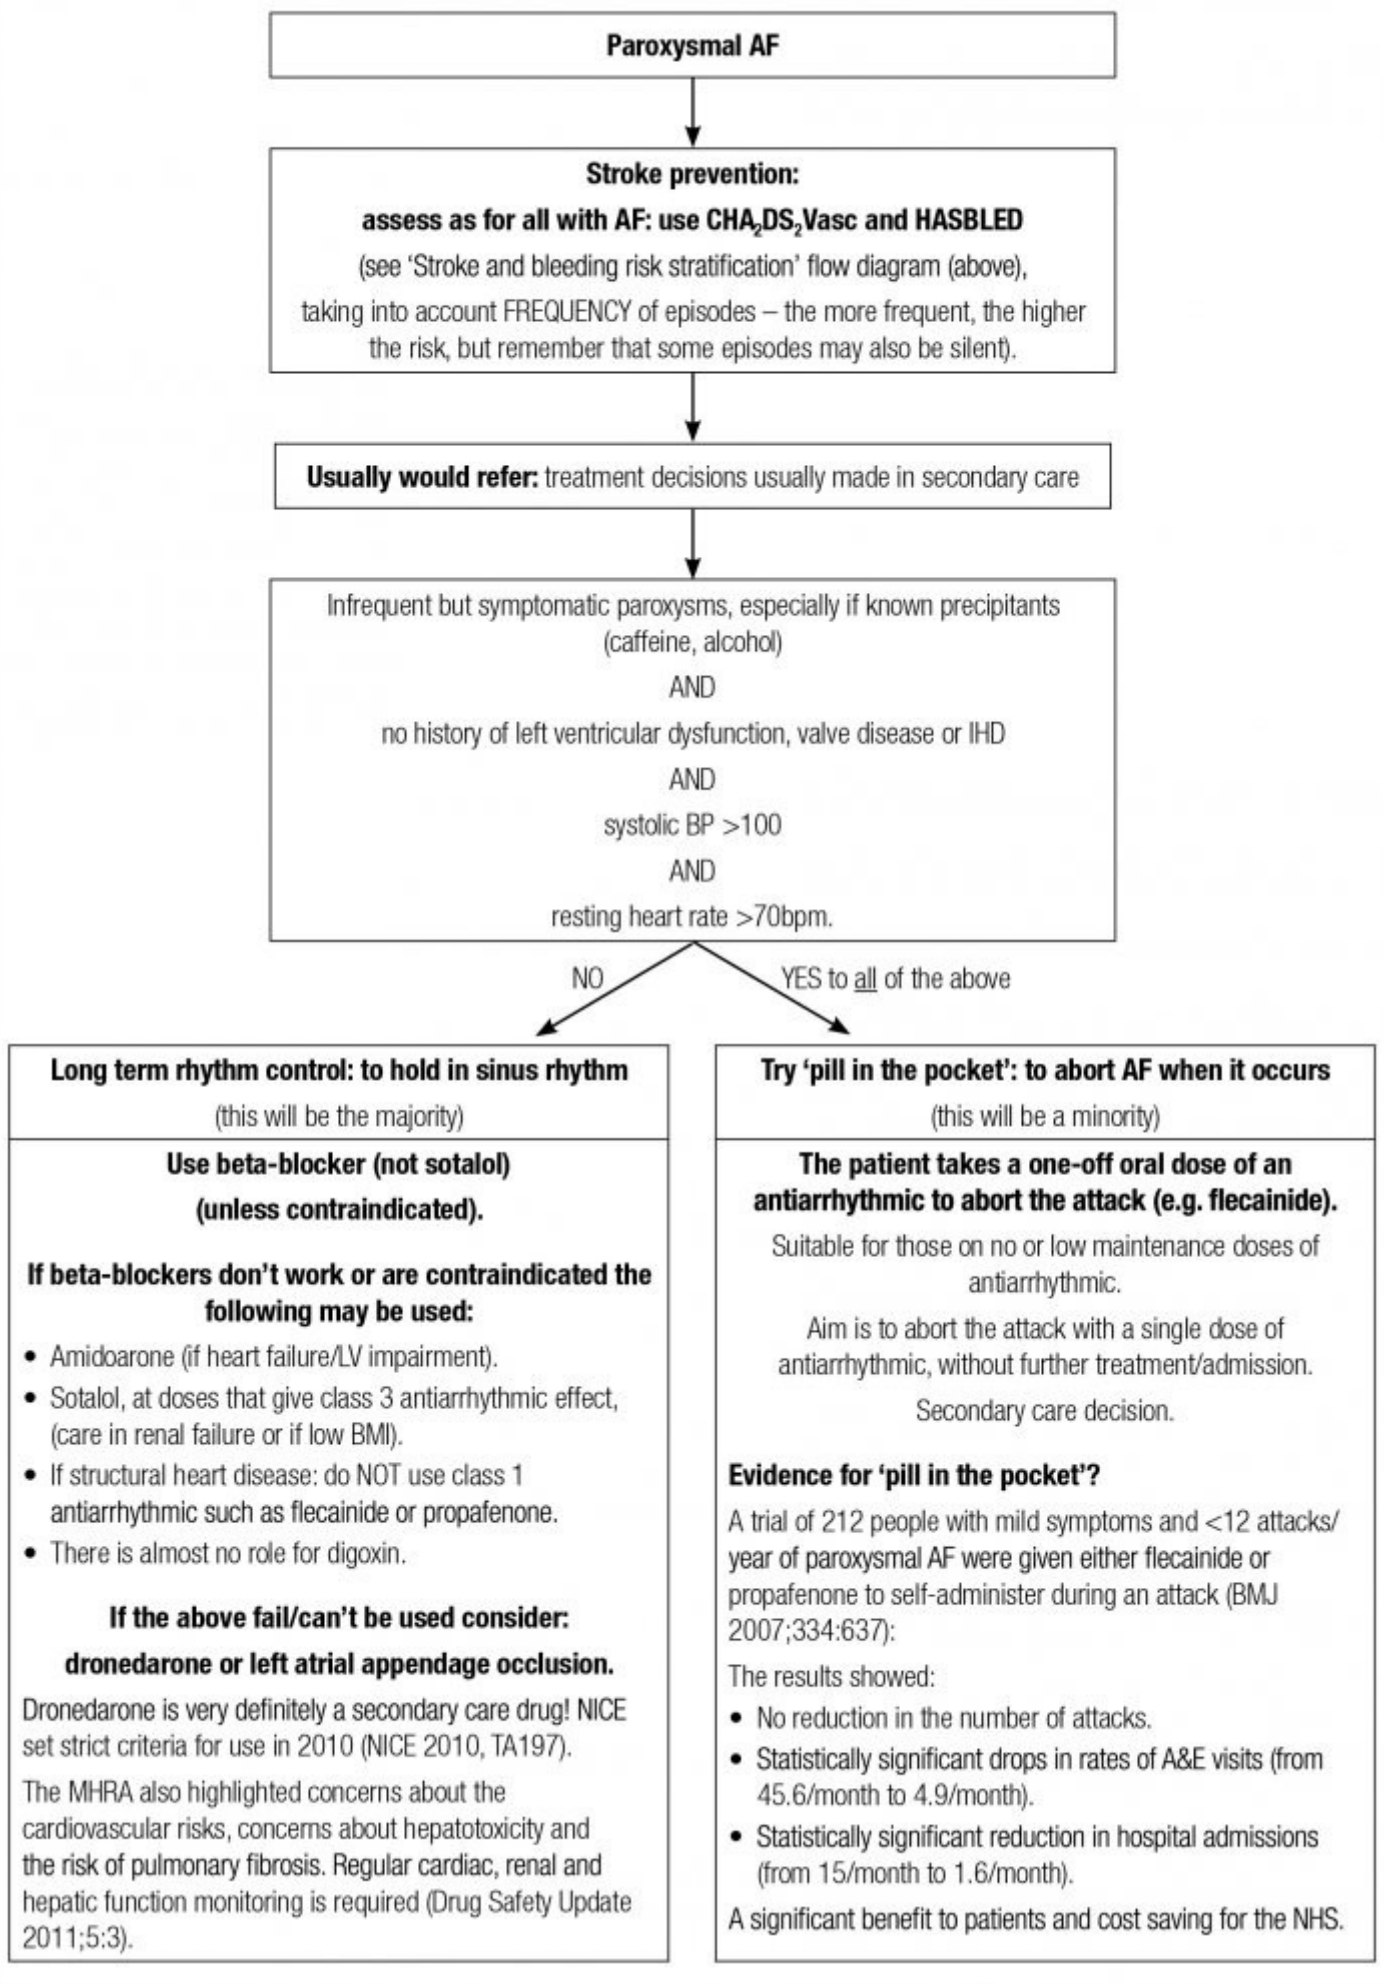 Paroxysmal AF
Stroke prevention:
assess as for all with AF: use CHA₂DS₂Vasc and HASBLED
(see ‘Stroke and bleeding risk stratification’ flow diagram (above),
taking into account FREQUENCY of episodes – the more frequent, the higher
the risk, but remember that some episodes may also be silent).
Usually would refer: treatment decisions usually made in secondary care
Infrequent but symptomatic paroxysms, especially if known precipitants
(caffeine, alcohol)
AND
no history of left ventricular dysfunction, valve disease or IHD
AND
systolic BP >100
AND
resting heart rate >70bpm.
NO
YES to all of the above
Long term rhythm control: to hold in sinus rhythm
(this will be the majority)
Use beta-blocker (not sotalol)
(unless contraindicated).
If beta-blockers don’t work or are contraindicated the
following may be used:
• Amidoarone (if heart failure/LV impairment).
• Sotalol, at doses that give class 3 antiarrhythmic effect,
(care in renal failure or if low BMI).
• If structural heart disease: do NOT use class 1
antiarrhythmic such as flecainide or propafenone.
• There is almost no role for digoxin.
If the above fail/can’t be used consider:
dronedarone or left atrial appendage occlusion.
Dronedarone is very definitely a secondary care drug! NICE
set strict criteria for use in 2010 (NICE 2010, TA197).
The MHRA also highlighted concerns about the
cardiovascular risks, concerns about hepatotoxicity and
the risk of pulmonary fibrosis. Regular cardiac, renal and
hepatic function monitoring is required (Drug Safety Update
2011;5:3).
Try ‘pill in the pocket’: to abort AF when it occurs
(this will be a minority)
The patient takes a one-off oral dose of an
antiarrhythmic to abort the attack (e.g. flecainide).
Suitable for those on no or low maintenance doses of
antiarrhythmic.
Aim is to abort the attack with a single dose of
antiarrhythmic, without further treatment/admission.
Secondary care decision.
Evidence for ‘pill in the pocket’?
A trial of 212 people with mild symptoms and <12 attacks/
year of paroxysmal AF were given either flecainide or
propafenone to self-administer during an attack (BMJ
2007;334:637):
The results showed:
• No reduction in the number of attacks.
• Statistically significant drops in rates of A&E visits (from
45.6/month to 4.9/month).
• Statistically significant reduction in hospital admissions
(from 15/month to 1.6/month).
A significant benefit to patients and cost saving for the NHS.